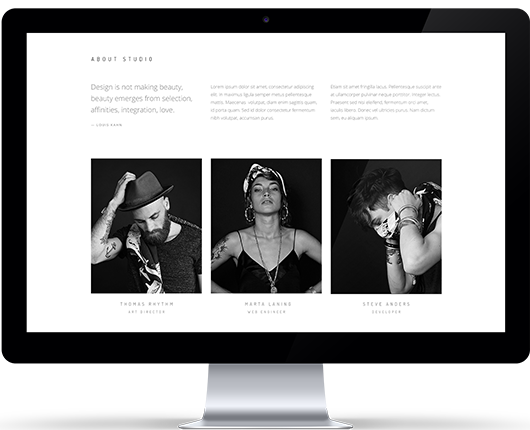 ABOUT STUDIO
Design is not making beauty,
beauty emerges from selection,
affinities, integration, love.
— LOUIS KAHN
Lorem ipsum dolor sit amet, consectetur adipiscing
elit. In maximus ligula semper metus pellentesque
mattis. Maecenas volutpat, diam enim sagittis quam,
id porta quam. Sed id dolor consectetur fermentum
nibh volutpat, accumsan purus.
Etiam sit amet fringilla lacus. Pellentesque suscipit ante
at ullamcorper pulvinar neque porttitor. Integer lectus.
Praesent sed nisi eleifend, fermentum orci amet,
iaculis libero. Donec vel ultricies purus. Nam dictum
sem, eu aliquam ipsum.
THOMAS RHYTHM
ART DIRECTOR
MARTA LANING
WEB ENGINEER
STEVE ANDERS
DEVELOPER